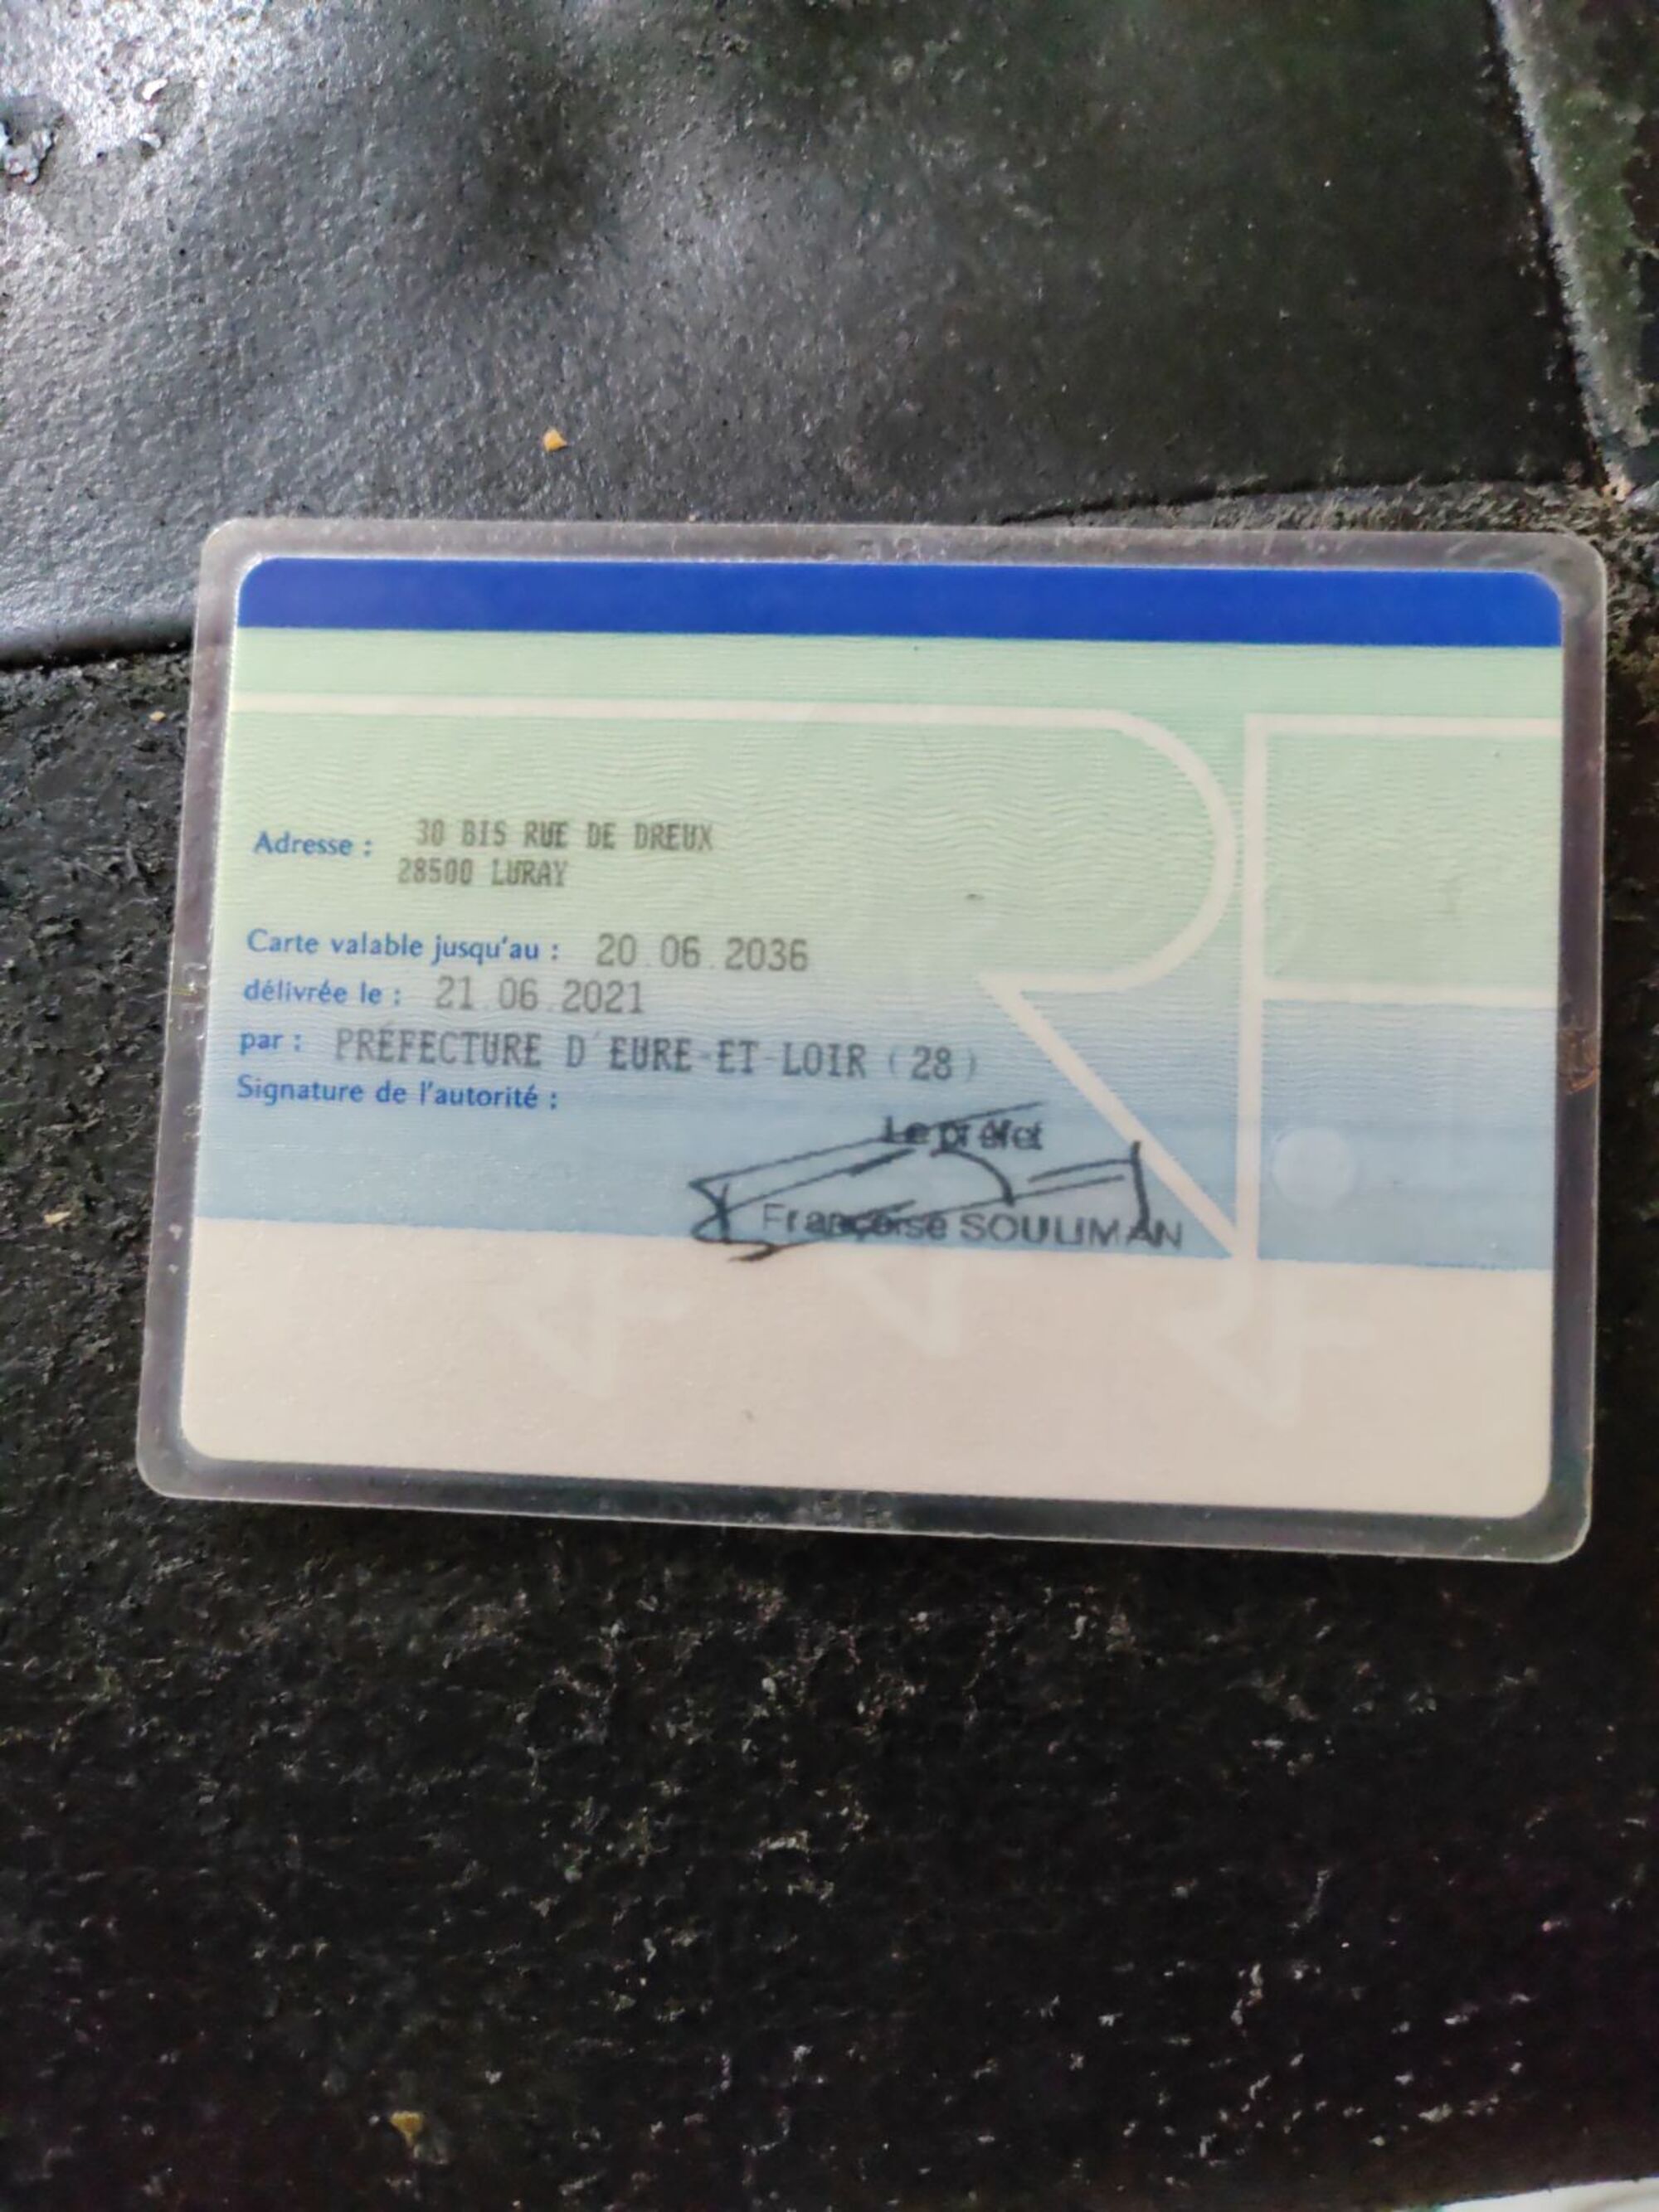 Adresse : 30 BIS RUE DE DREUX
28500 LURAY
Carte valable jusqu'au : 20.06.2036
délivrée le : 21.06.2021
par : PRÉFECTURE D'EURE-ET-LOIR (28)
Signature de l'autorité :
Le préfet
Françoise SOULIMAN
RF